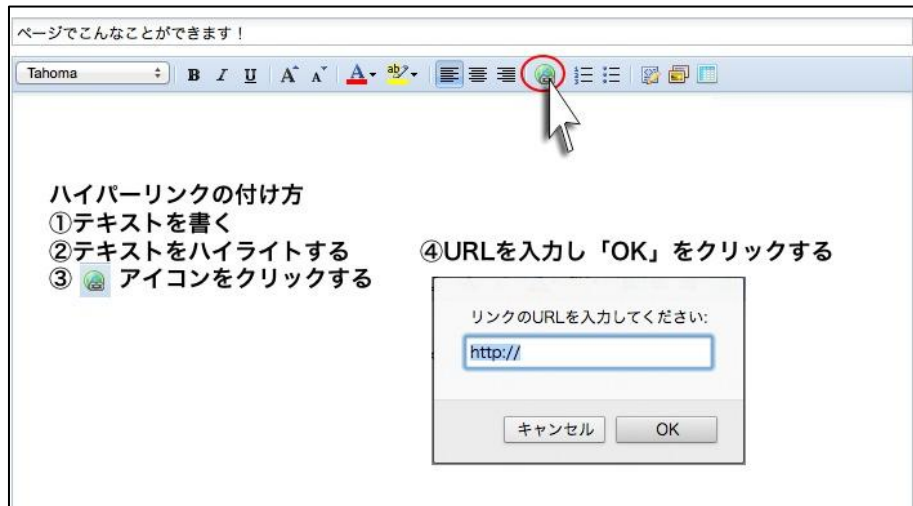 ページでこんなことができます！
Tahoma B I U A A A ab
ハイパーリンクの付け方
①テキストを書く
②テキストをハイライトする
③ アイコンをクリックする
④URLを入力し「OK」をクリックする
リンクのURLを入力してください:
http://
キャンセル OK